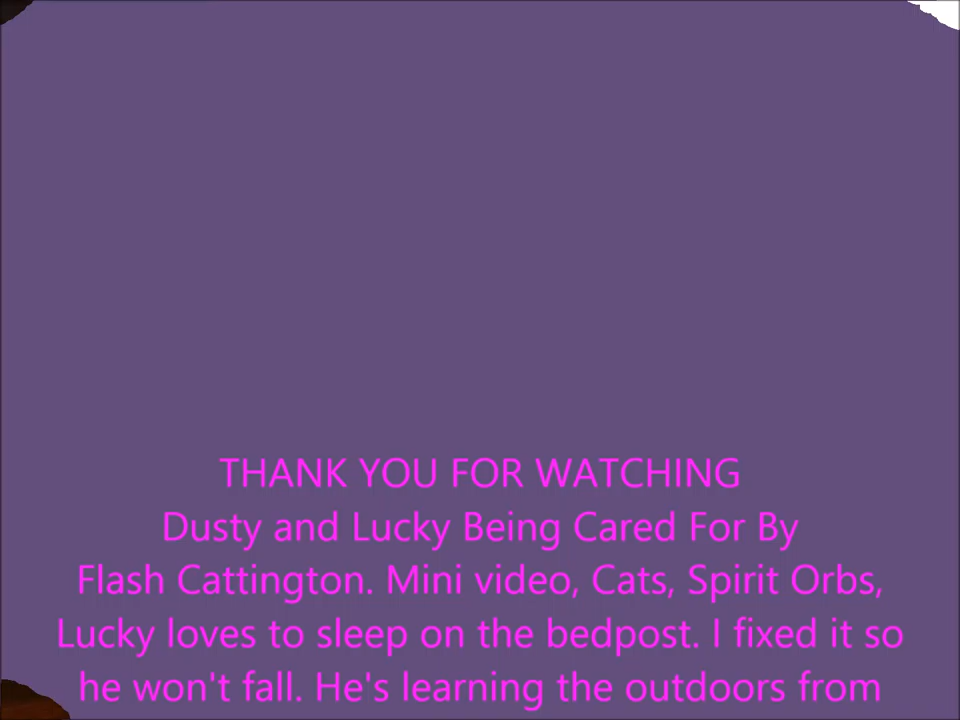 THANK YOU FOR WATCHING
Dusty and Lucky Being Cared For By
Flash Cattington. Mini video, Cats, Spirit Orbs,
Lucky loves to sleep on the bedpost. I fixed it so
he won't fall. He's learning the outdoors from